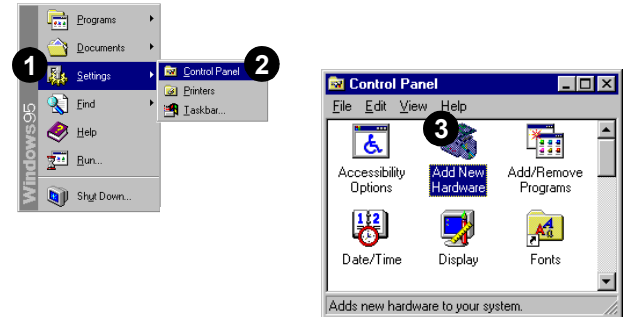 Programs
Documents
1
Settings
Find
Help
Run...
Shut Down...
Windows95
Control Panel
2
Printers
Taskbar...
Control Panel
File Edit View Help
3
Accessibility
Options
Add New
Hardware
Add/Remove
Programs
Date/Time
Display
Fonts
Adds new hardware to your system.